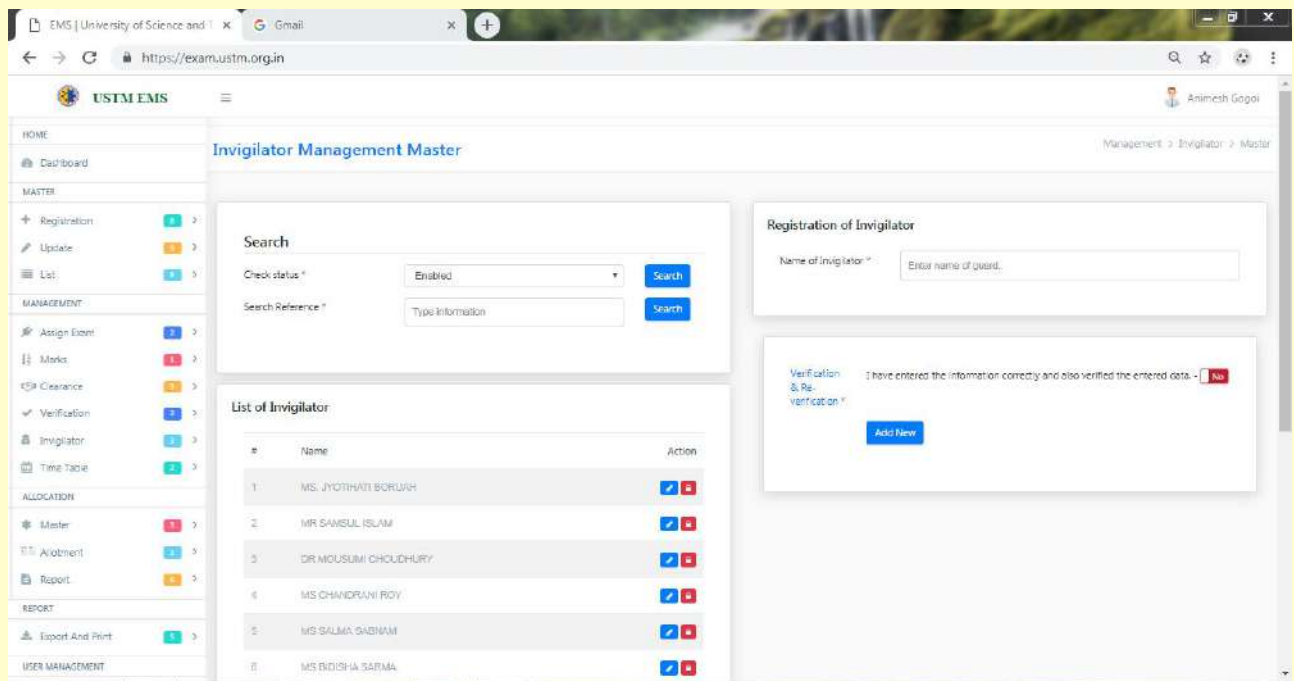 EMS | University of Science and T
Gmail
https://exam.ustm.org.in
USTM EMS
Animesh Gogoi
HOME
Dashboard
MASTER
Registration
Update
List
MANAGEMENT
Assign Exam
Marks
Clearance
Verification
Invigilator
Time Table
ALLOCATION
Master
Allotment
Report
REPORT
Export And Print
USER MANAGEMENT
Invigilator Management Master
Management > Invigilator > Master
Search
Check status *
Enabled
Search
Search Reference *
Type information
Search
List of Invigilator
# Name Action
1 MS. JYOTIHATI BORUAH
2 MR SAMSUL ISLAM
3 DR MOUSUMI CHOUDHURY
4 MS CHANDRANI ROY
5 MS SALMA SABNAM
6 MS BIDISHA SARMA
Registration of Invigilator
Name of Invigilator *
Enter name of guard.
Verification
& Re-
verification *
I have entered the information correctly and also verified the entered data. - No
Add New